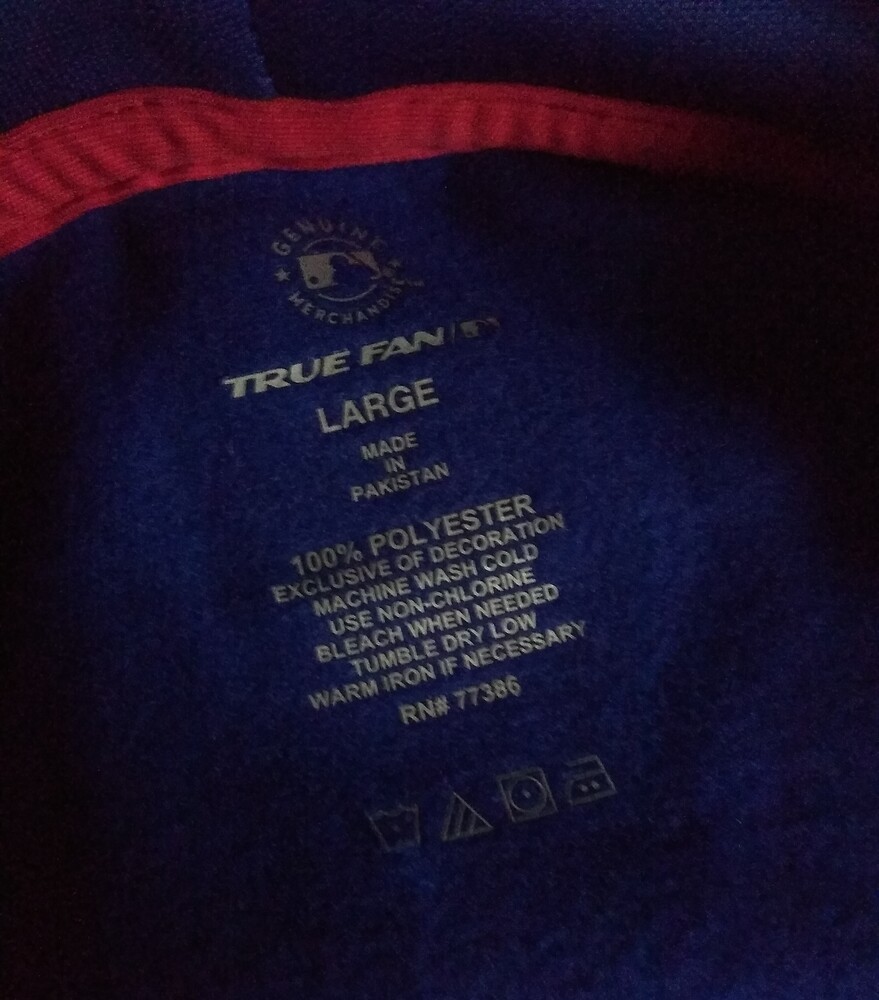 GENUINE
MERCHANDISE
TRUE FAN
LARGE
MADE
IN
PAKISTAN
100% POLYESTER
EXCLUSIVE OF DECORATION
MACHINE WASH COLD
USE NON-CHLORINE
BLEACH WHEN NEEDED
TUMBLE DRY LOW
WARM IRON IF NECESSARY
RN# 77386